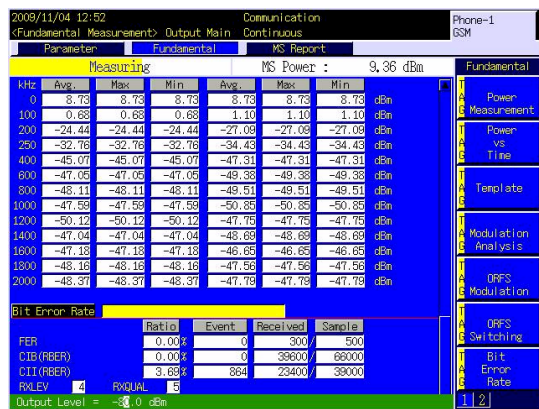 2009/11/04 12:52 Communication Phone-1
<Fundamental Measurement> Output Main Continuous GSM
Parameter Fundamental MS Report
Measuring MS Power : 9.36 dBm Fundamental
kHz Avg. Max Min Avg. Max Min
0 8.73 8.73 8.73 8.73 8.73 8.73 dBm
100 0.68 0.68 0.68 1.10 1.10 1.10 dBm
200 -24.44 -24.44 -24.44 -27.09 -27.09 -27.09 dBm
250 -32.76 -32.76 -32.76 -34.43 -34.43 -34.43 dBm
400 -45.07 -45.07 -45.07 -47.31 -47.31 -47.31 dBm
600 -47.05 -47.05 -47.05 -49.38 -49.38 -49.38 dBm
800 -48.11 -48.11 -48.11 -49.51 -49.51 -49.51 dBm
1000 -47.59 -47.59 -47.59 -50.85 -50.85 -50.85 dBm
1200 -50.12 -50.12 -50.12 -47.75 -47.75 -47.75 dBm
1400 -47.04 -47.04 -47.04 -48.69 -48.69 -48.69 dBm
1600 -47.18 -47.18 -47.18 -46.65 -46.65 -46.65 dBm
1800 -48.16 -48.16 -48.16 -47.56 -47.56 -47.56 dBm
2000 -48.37 -48.37 -48.37 -47.79 -47.79 -47.79 dBm
Bit Error Rate
Ratio Event Received Sample
FER 0.00% 0 300/ 500
CIB(RBER) 0.00% 0 39600/ 66000
CII(RBER) 3.69% 864 23400/ 39000
RXLEV 4 RXQUAL 5
Output Level = -80.0 dBm
TAG Power Measurement
TAG Power vs Time
TAG Template
TAG Modulation Analysis
TAG ORFS Modulation
TAG ORFS Switching
TAG Bit Error Rate
1 2